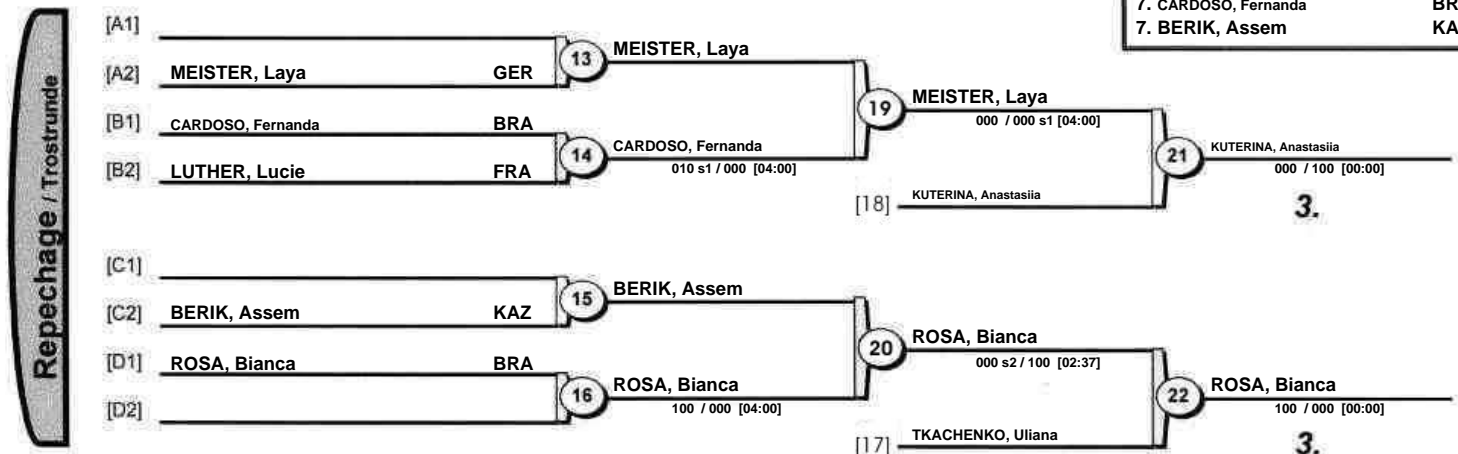 7. CARDOSO, Fernanda BR
7. BERIK, Assem KA
Repechage / Trostrunde
[A1]
[A2] MEISTER, Laya GER
13 MEISTER, Laya
[B1] CARDOSO, Fernanda BRA
[B2] LUTHER, Lucie FRA
14 CARDOSO, Fernanda
010 s1 / 000 [04:00]
19 MEISTER, Laya
000 / 000 s1 [04:00]
[18] KUTERINA, Anastasiia
21 KUTERINA, Anastasiia
000 / 100 [00:00]
3.
[C1]
[C2] BERIK, Assem KAZ
15 BERIK, Assem
[D1] ROSA, Bianca BRA
[D2]
16 ROSA, Bianca
100 / 000 [04:00]
20 ROSA, Bianca
000 s2 / 100 [02:37]
[17] TKACHENKO, Uliana
22 ROSA, Bianca
100 / 000 [00:00]
3.